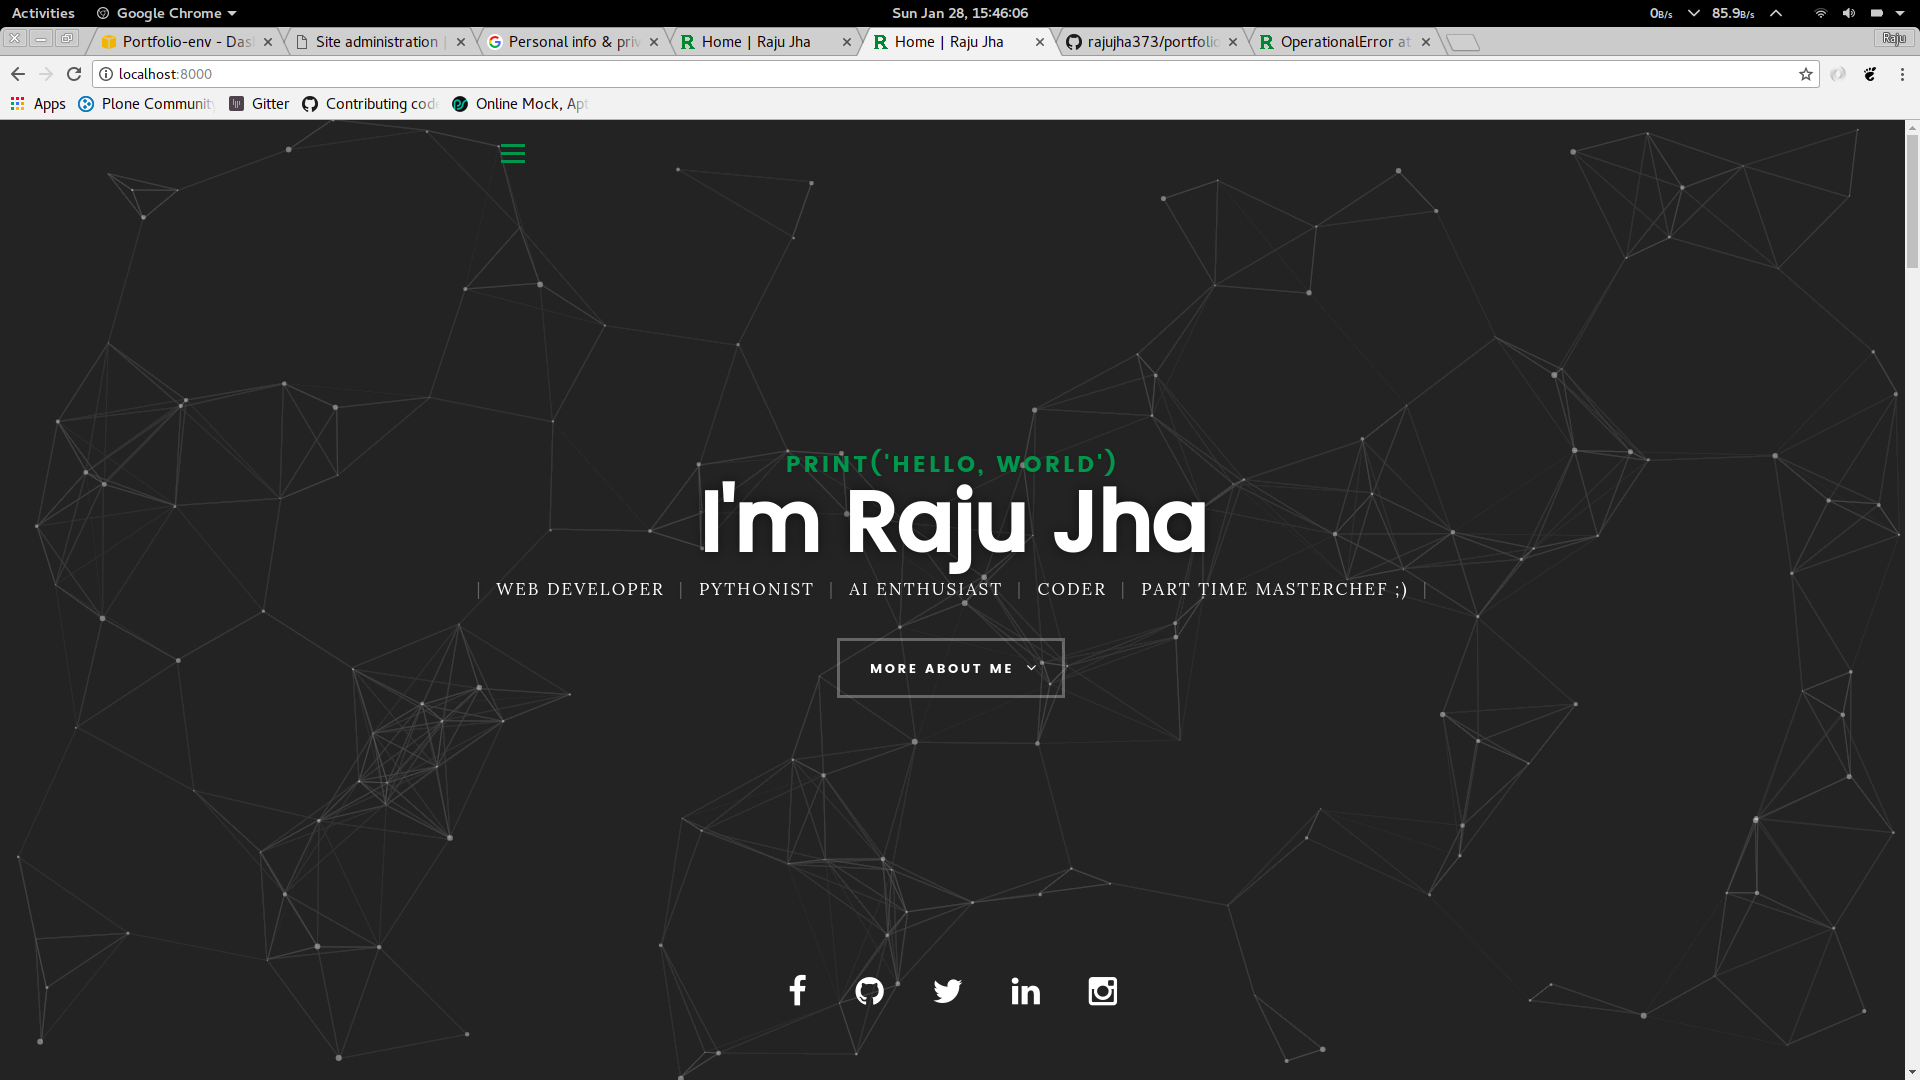 Activities Google Chrome Sun Jan 28, 15:46:06 0B/s 85.9B/s
Portfolio-env - Das Site administration Personal info & priv Home | Raju Jha Home | Raju Jha rajujha373/portfolio OperationalError at Raju
localhost:8000
Apps Plone Community Gitter Contributing code Online Mock, Apt
PRINT('HELLO, WORLD')
I'm Raju Jha
| WEB DEVELOPER | PYTHONIST | AI ENTHUSIAST | CODER | PART TIME MASTERCHEF ;) |
MORE ABOUT ME